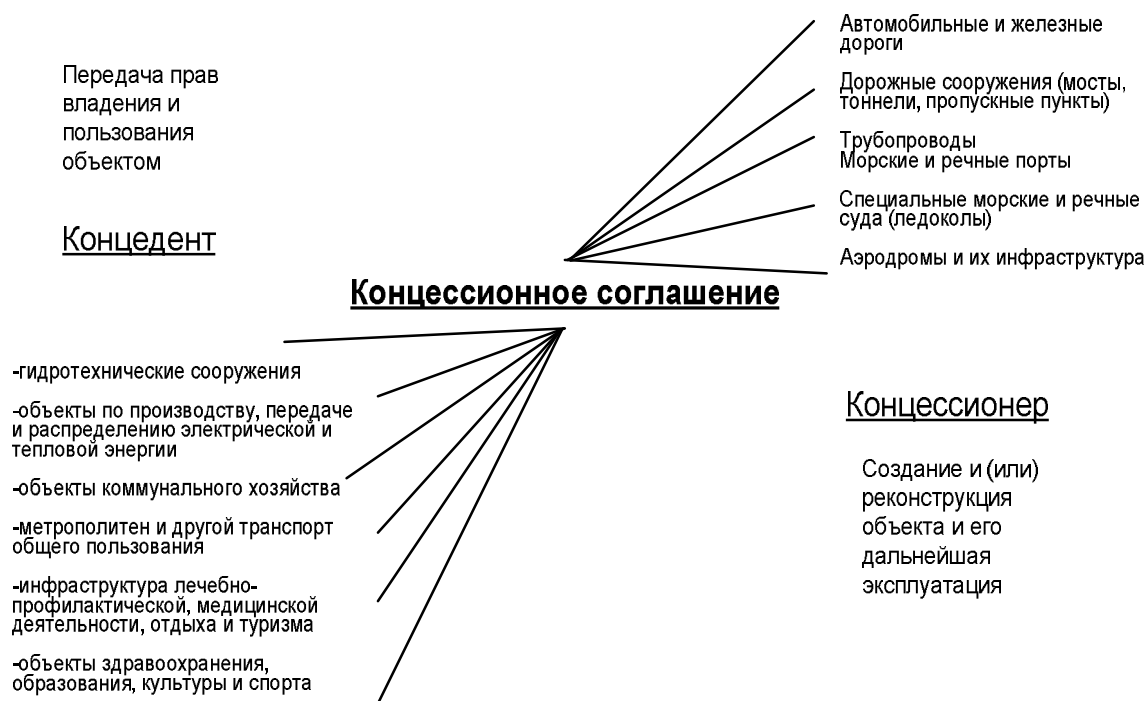 Передача прав
владения и
пользования
объектом
Концедент
Автомобильные и железные
дороги
Дорожные сооружения (мосты,
тоннели, пропускные пункты)
Трубопроводы
Морские и речные порты
Специальные морские и речные
суда (ледоколы)
Аэродромы и их инфраструктура
Концессионное соглашение
-гидротехнические сооружения
-объекты по производству, передаче
и распределению электрической и
тепловой энергии
-объекты коммунального хозяйства
-метрополитен и другой транспорт
общего пользования
-инфраструктура лечебно-
профилактической, медицинской
деятельности, отдыха и туризма
-объекты здравоохранения,
образования, культуры и спорта
Концессионер
Создание и (или)
реконструкция
объекта и его
дальнейшая
эксплуатация